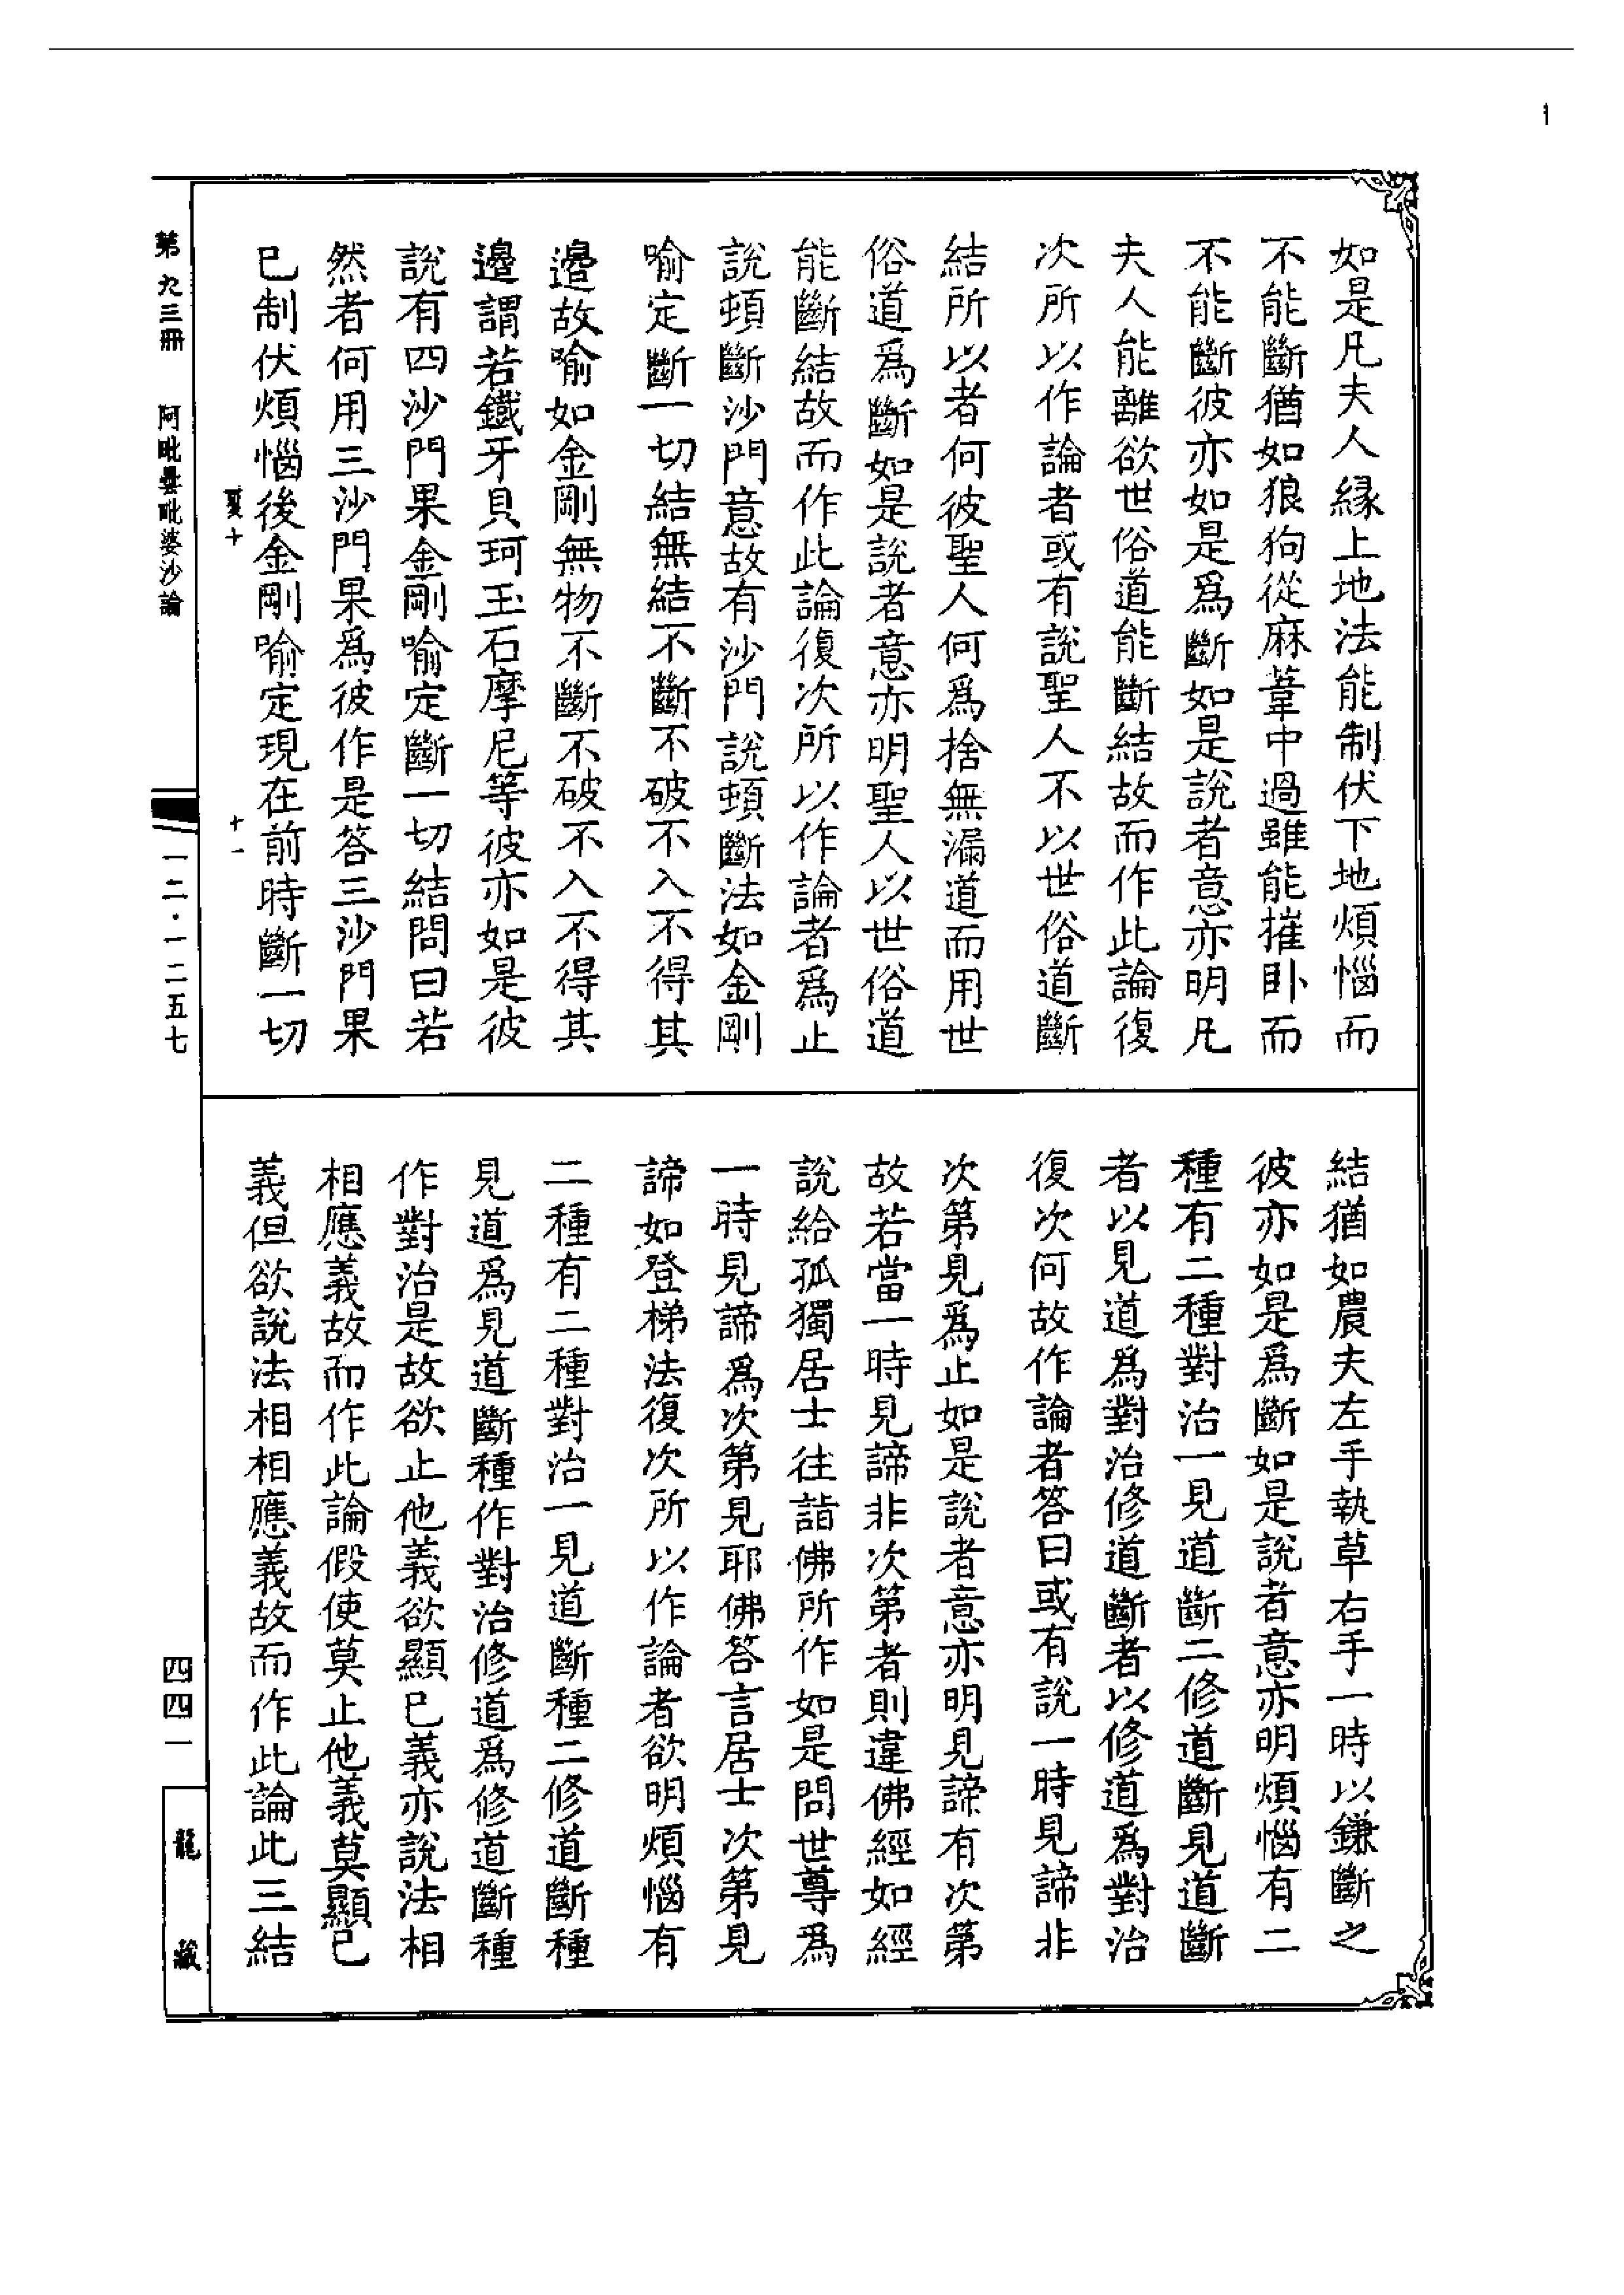 如是凡夫人縁上地法能制伏下地煩惱而
不能斷猶如狼狗從麻葦中過雖能摧卧而
不能斷彼亦如是爲斷如是說者意亦明凡
夫人能離欲世俗道能斷結故而作此論復
次所以作論者或有說聖人不以世俗道斷
結所以者何彼聖人何爲捨無漏道而用世
俗道爲斷如是說者意亦明聖人以世俗道
能斷結故而作此論復次所以作論者爲止
說頓斷沙門意故有沙門說頓斷法如金剛
喻定斷一切結無結不斷不破不入不得其
邊故喻如金剛無物不斷不破不入不得其
邊謂若鐵牙貝珂玉石摩尼等彼亦如是彼
說有四沙門果金剛喻定斷一切結問曰若
然者何用三沙門果爲彼作是答三沙門果
已制伏煩惱後金剛喻定現在前時斷一切
結猶如農夫左手執草右手一時以鎌斷之
彼亦如是爲斷如是說者意亦明煩惱有二
種有二種對治一見道斷二修道斷見道斷
者以見道爲對治修道斷者以修道爲對治
復次何故作論者答曰或有說一時見諦非
次第見爲止如是說者意亦明見諦有次第
故若當一時見諦非次第者則違佛經如經
說給孤獨居士往詣佛所作如是問世尊爲
一時見諦爲次第見耶佛答言居士次第見
諦如登梯法復次所以作論者欲明煩惱有
二種有二種對治一見道斷種二修道斷種
見道爲見道斷種作對治修道爲修道斷種
作對治是故欲止他義欲顯已義亦說法相
相應義故而作此論假使莫止他義莫顯已
義但欲說法相相應義故而作此論此三結
夏十
十一
第九三冊 阿毗曇毗婆沙論
一二·一二五七
四四一
龍藏